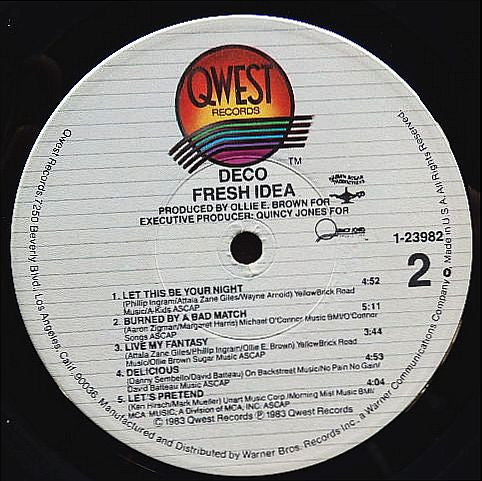 QWEST
RECORDS
TM
DECO
FRESH IDEA
PRODUCED BY OLLIE E. BROWN FOR
EXECUTIVE PRODUCER: QUINCY JONES FOR
1-23982
2
1. LET THIS BE YOUR NIGHT 4:52
(Phillip Ingram/Attala Zane Giles/Wayne Arnold) YellowBrick Road
Music/A-Kids ASCAP
2. BURNED BY A BAD MATCH 5:11
(Aaron Zigman/Margaret Harris) Michael O'Connor Music BMI/O'Connor
Songs ASCAP
3. LIVE MY FANTASY 3:44
(Attala Zane Giles/Phillip Ingram/Ollie E. Brown) YellowBrick Road
Music/Ollie Brown Sugar Music ASCAP
4. DELICIOUS 4:53
(Danny Sembello/David Batteau) On Backstreet Music/No Pain No Gain/
David Batteau Music ASCAP
5. LET'S PRETEND 4:04
(Ken Hirsch/Mark Mueller) Unart Music Corp./Morning Mist Music BMI/
MCA MUSIC, A Division of MCA, INC. ASCAP
© 1983 Qwest Records ℗ 1983 Qwest Records
Qwest Records 7250 Beverly Blvd. Los Angeles, Calif. 90036. Manufactured and Distributed by Warner Bros. Records Inc., a Warner Communications Company Made in U.S.A. All Rights Reserved.